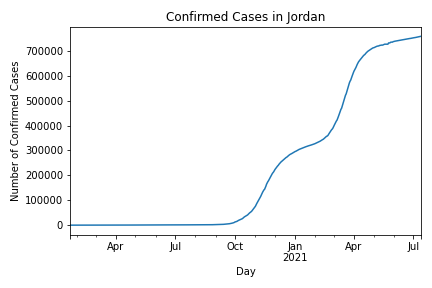 Confirmed Cases in Jordan
Number of Confirmed Cases
700000
600000
500000
400000
300000
200000
100000
0
Apr Jul Oct Jan Apr Jul
2021
Day